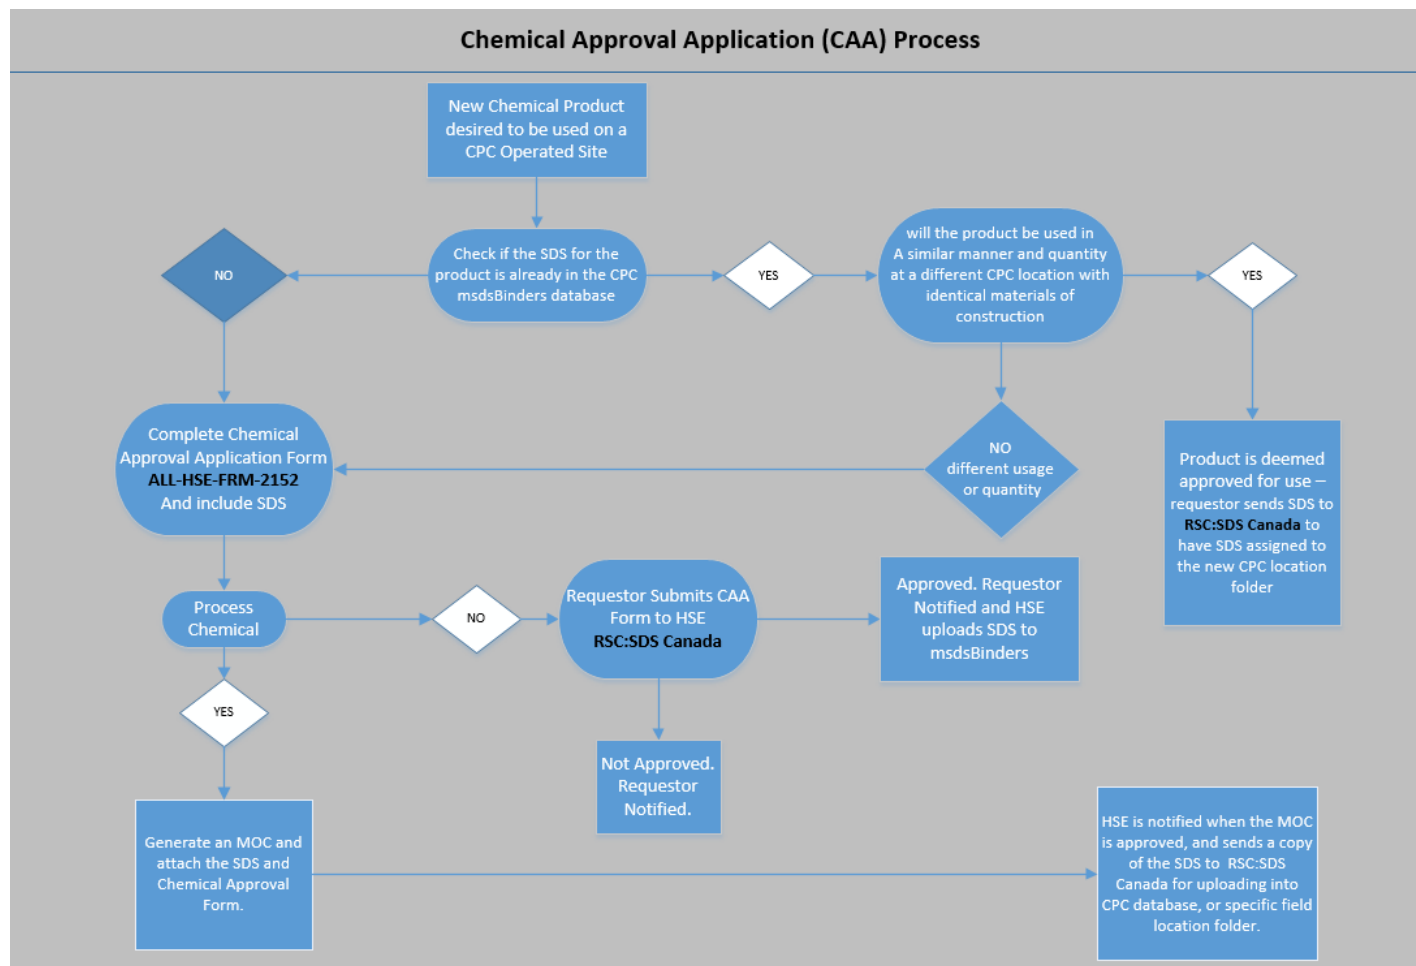 Chemical Approval Application (CAA) Process
New Chemical Product
desired to be used on a
CPC Operated Site
NO
Check if the SDS for the
product is already in the CPC
msdsBinders database
YES
will the product be used in
A similar manner and quantity
at a different CPC location with
identical materials of
construction
YES
Complete Chemical
Approval Application Form
ALL-HSE-FRM-2152
And include SDS
NO
different usage
or quantity
Product is deemed
approved for use –
requestor sends SDS to
RSC:SDS Canada to
have SDS assigned to
the new CPC location
folder
Process
Chemical
NO
Requestor Submits CAA
Form to HSE
RSC:SDS Canada
Approved. Requestor
Notified and HSE
uploads SDS to
msdsBinders
YES
Not Approved.
Requestor
Notified.
Generate an MOC and
attach the SDS and
Chemical Approval
Form.
HSE is notified when the MOC
is approved, and sends a copy
of the SDS to RSC:SDS
Canada for uploading into
CPC database, or specific field
location folder.